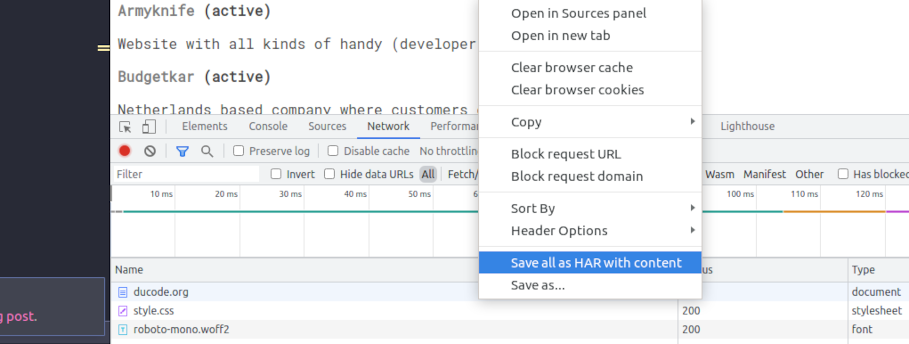 Armyknife (active)
Website with all kinds of handy (developer
Budgetkar (active)
Netherlands based company where customers
Open in Sources panel
Open in new tab
Clear browser cache
Clear browser cookies
Copy
Block request URL
Block request domain
Sort By
Header Options
Save all as HAR with content
Save as...
Elements Console Sources Network Lighthouse
Preserve log Disable cache No
Filter Invert Hide data URLs All Wasm Manifest Other Has
10 ms 20 ms 30 ms 40 ms 50 ms 100 ms 110 ms 120 ms
Name Type
ducode.org document
style.css 200 stylesheet
roboto-mono.woff2 200 font
post.